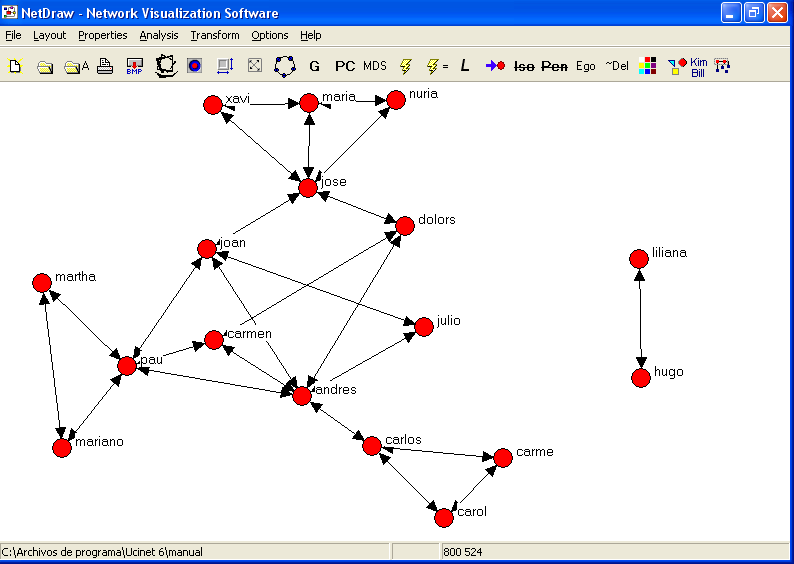 NetDraw - Network Visualization Software
File Layout Properties Analysis Transform Options Help
A BMP G PC MDS = L Iso Pen Ego ~Del Kim
Bill
xavi maria nuria
jose
dolors
joan
liliana
martha
julio
carmen
pau
hugo
andres
carlos
mariano
carme
carol
C:\Archivos de programa\Ucinet 6\manual 800 524